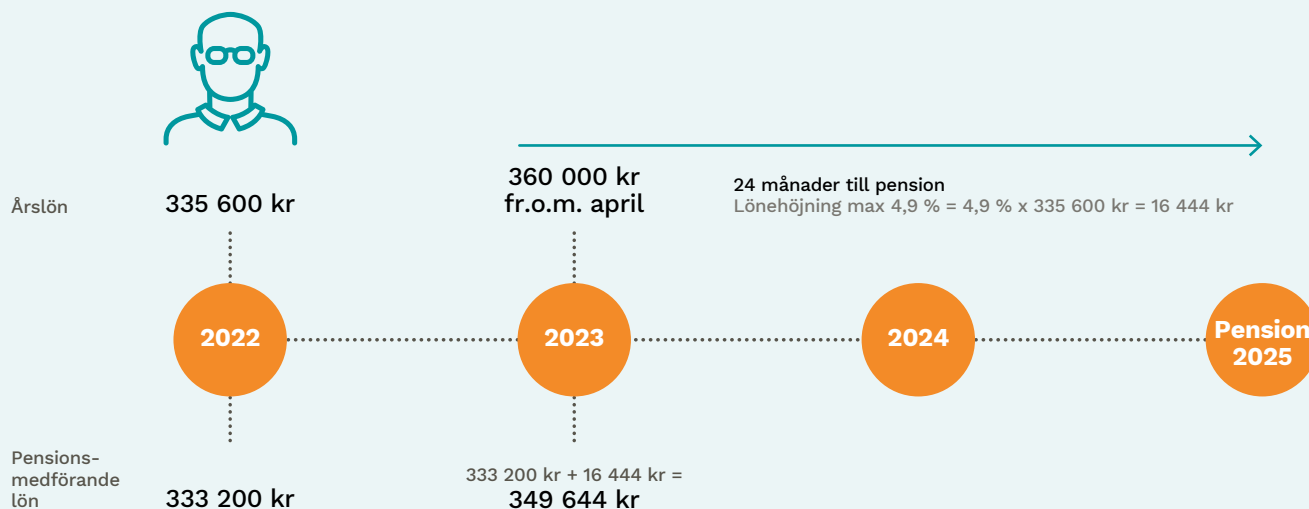 Årslön
335 600 kr
360 000 kr
fr.o.m. april
24 månader till pension
Lönehöjning max 4,9 % = 4,9 % x 335 600 kr = 16 444 kr
2022
2023
2024
Pension
2025
Pensions-
medförande
lön
333 200 kr
333 200 kr + 16 444 kr =
349 644 kr